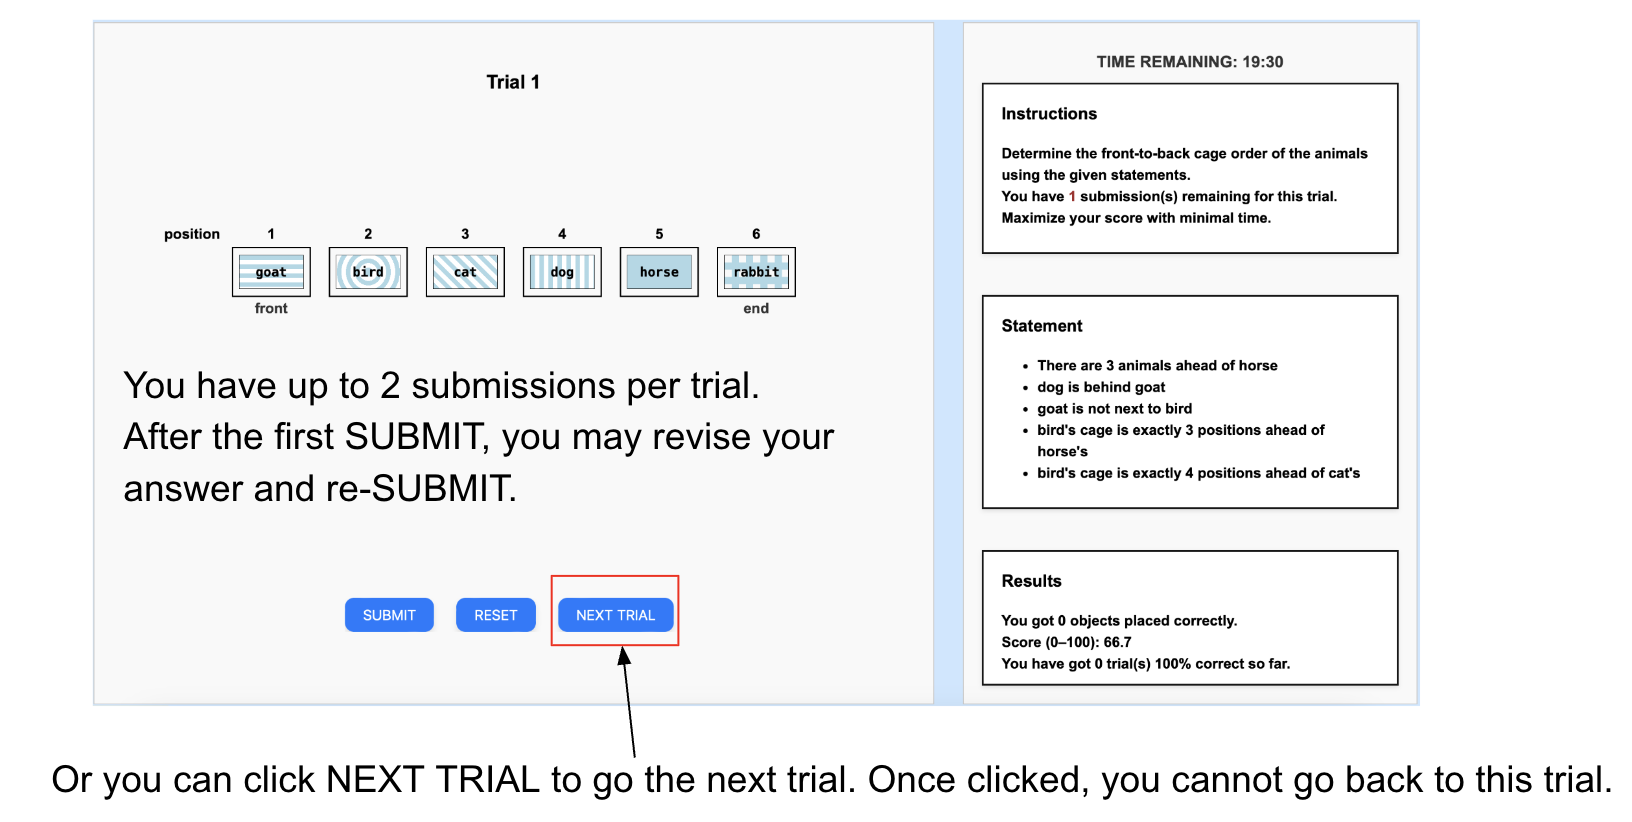 Trial 1
position 1 2 3 4 5 6
goat bird cat dog horse rabbit
front end
You have up to 2 submissions per trial.
After the first SUBMIT, you may revise your
answer and re-SUBMIT.
SUBMIT RESET NEXT TRIAL
TIME REMAINING: 19:30
Instructions
Determine the front-to-back cage order of the animals
using the given statements.
You have 1 submission(s) remaining for this trial.
Maximize your score with minimal time.
Statement
• There are 3 animals ahead of horse
• dog is behind goat
• goat is not next to bird
• bird's cage is exactly 3 positions ahead of
horse's
• bird's cage is exactly 4 positions ahead of cat's
Results
You got 0 objects placed correctly.
Score (0–100): 66.7
You have got 0 trial(s) 100% correct so far.
Or you can click NEXT TRIAL to go the next trial. Once clicked, you cannot go back to this trial.